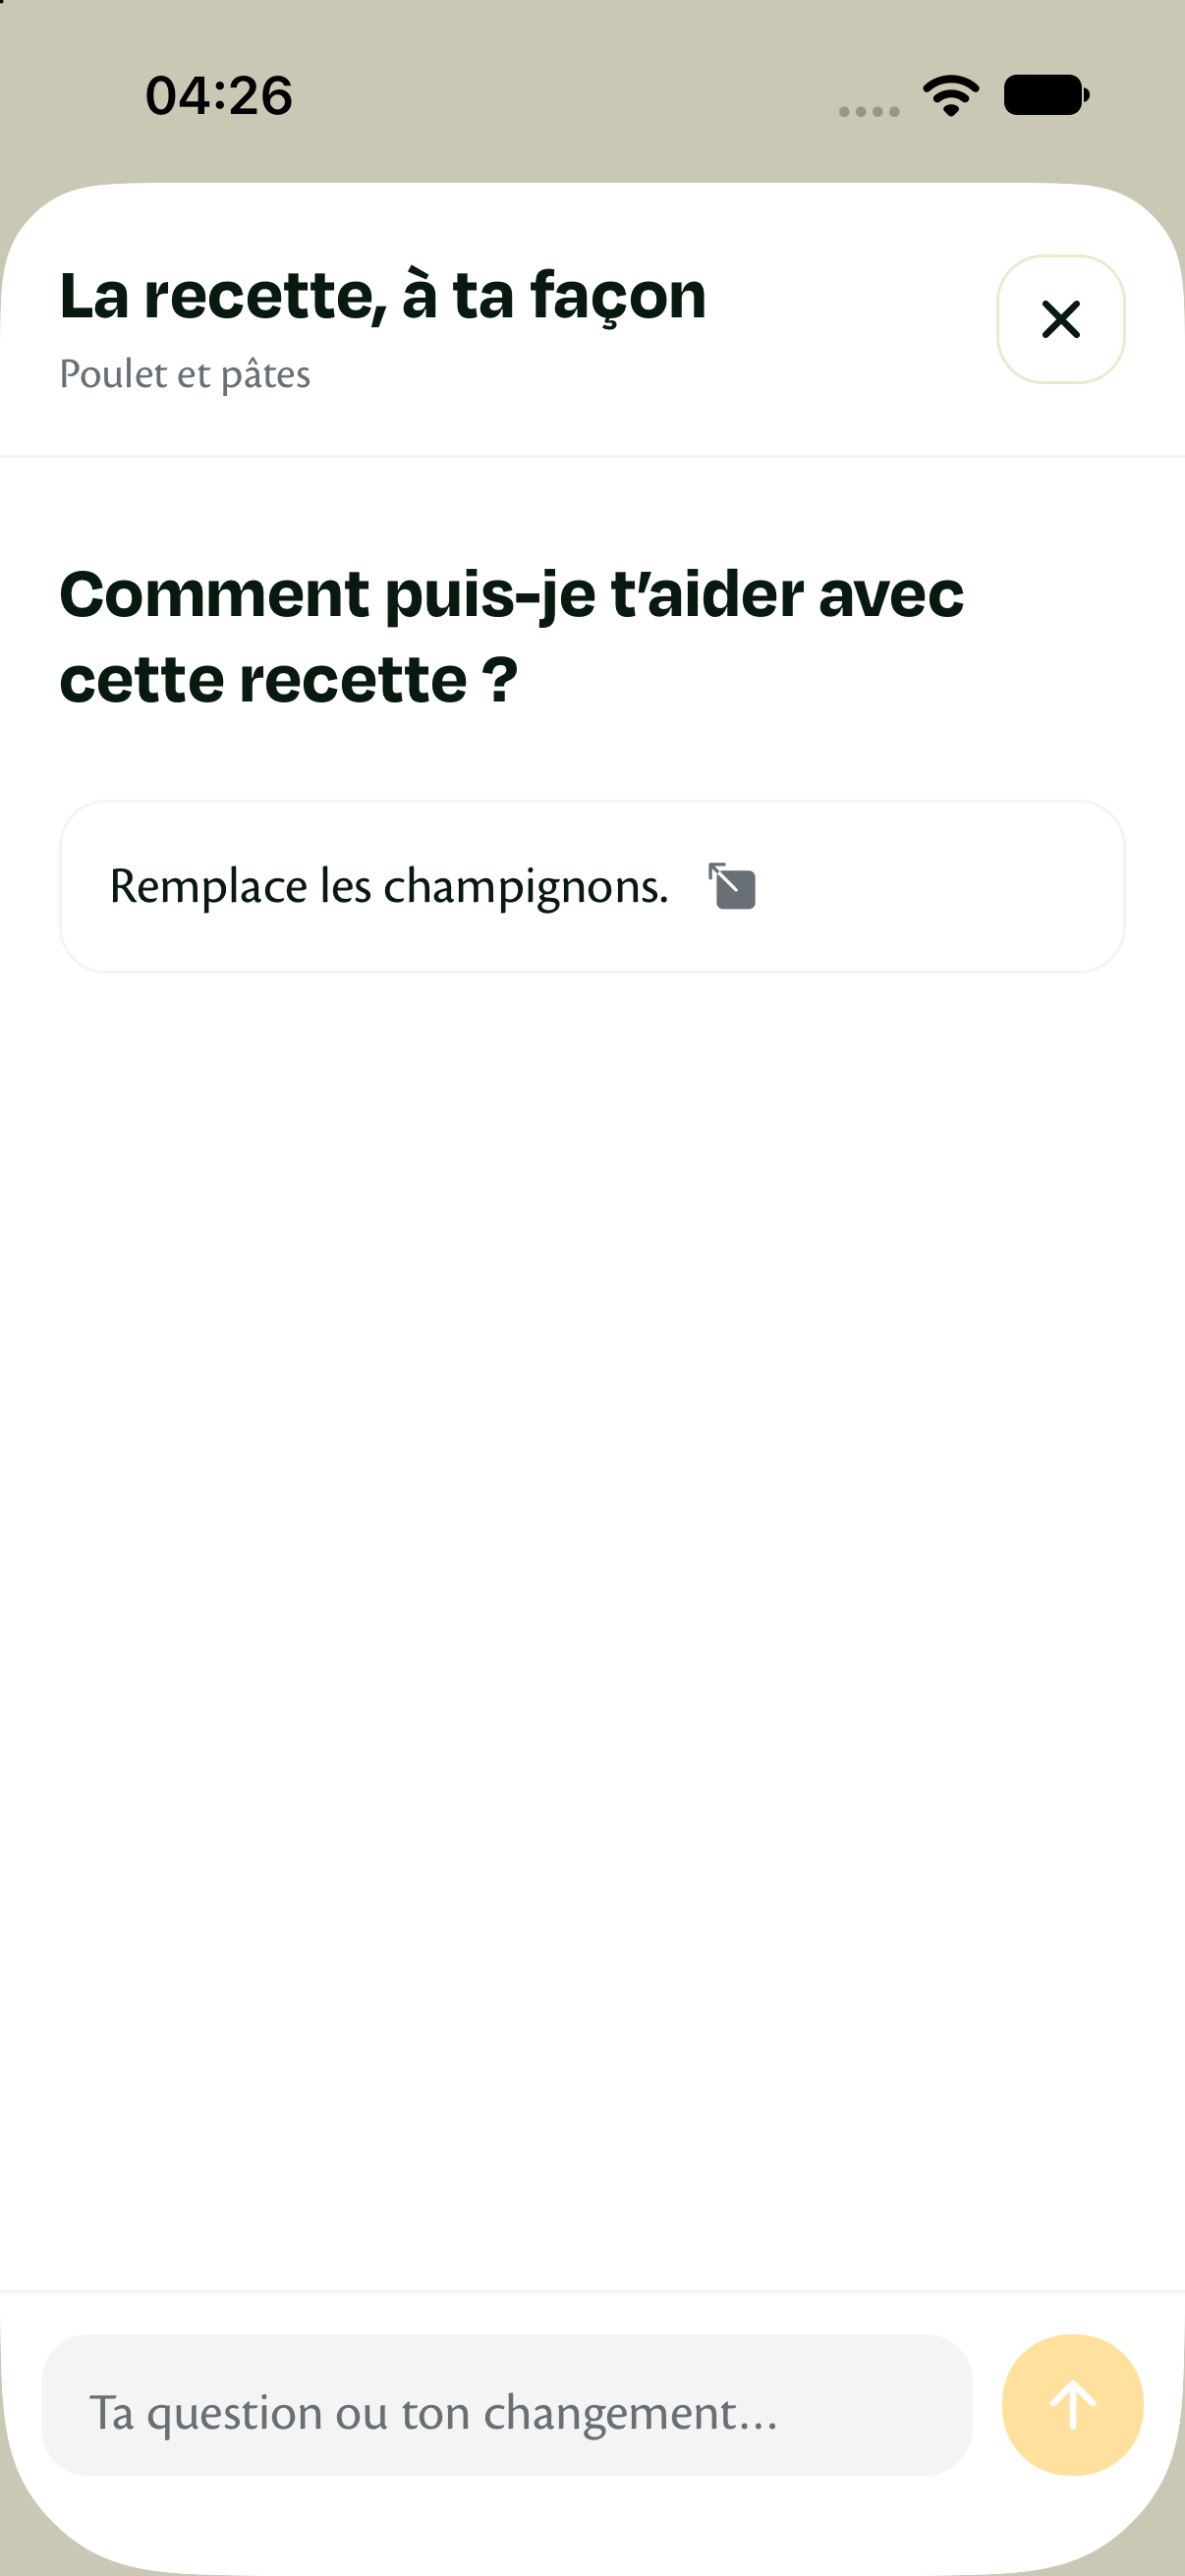 04:26
La recette, à ta façon
Poulet et pâtes
Comment puis-je t’aider avec
cette recette ?
Remplace les champignons.
Ta question ou ton changement...